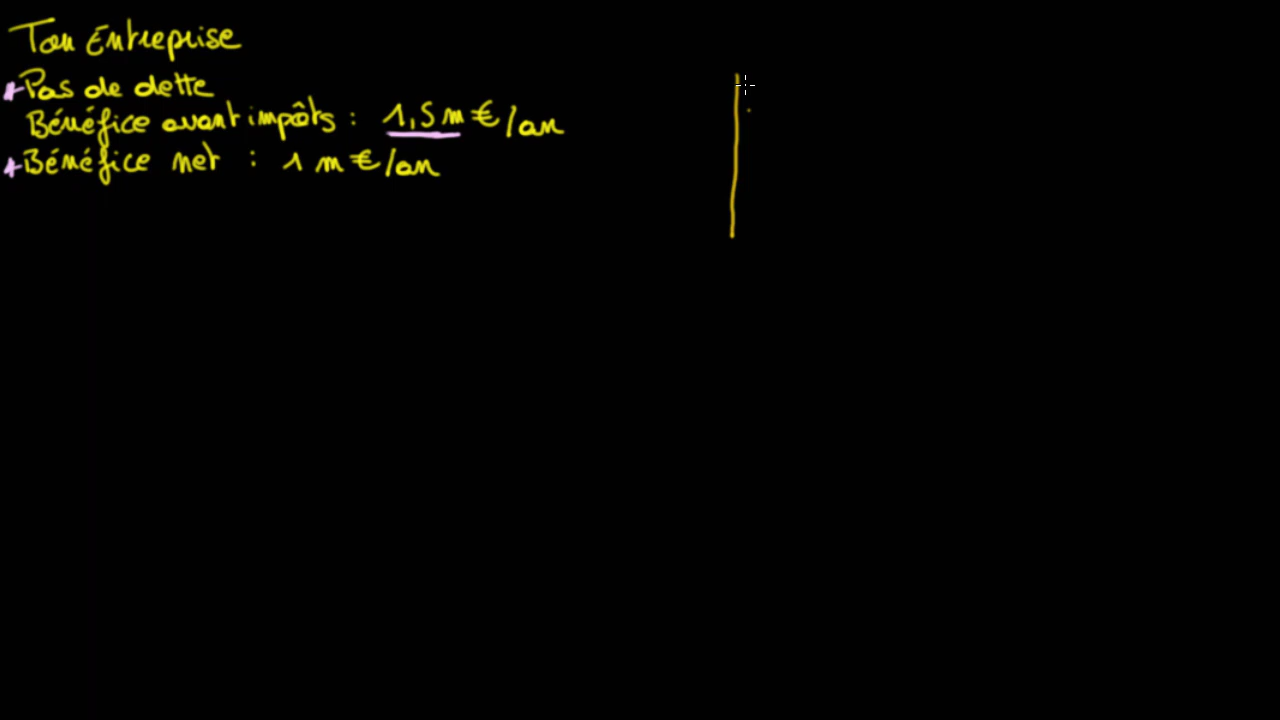 Ton Entreprise
Pas de dette
Bénéfice avant impôts : 1,5 m €/an
Bénéfice net : 1 m €/an